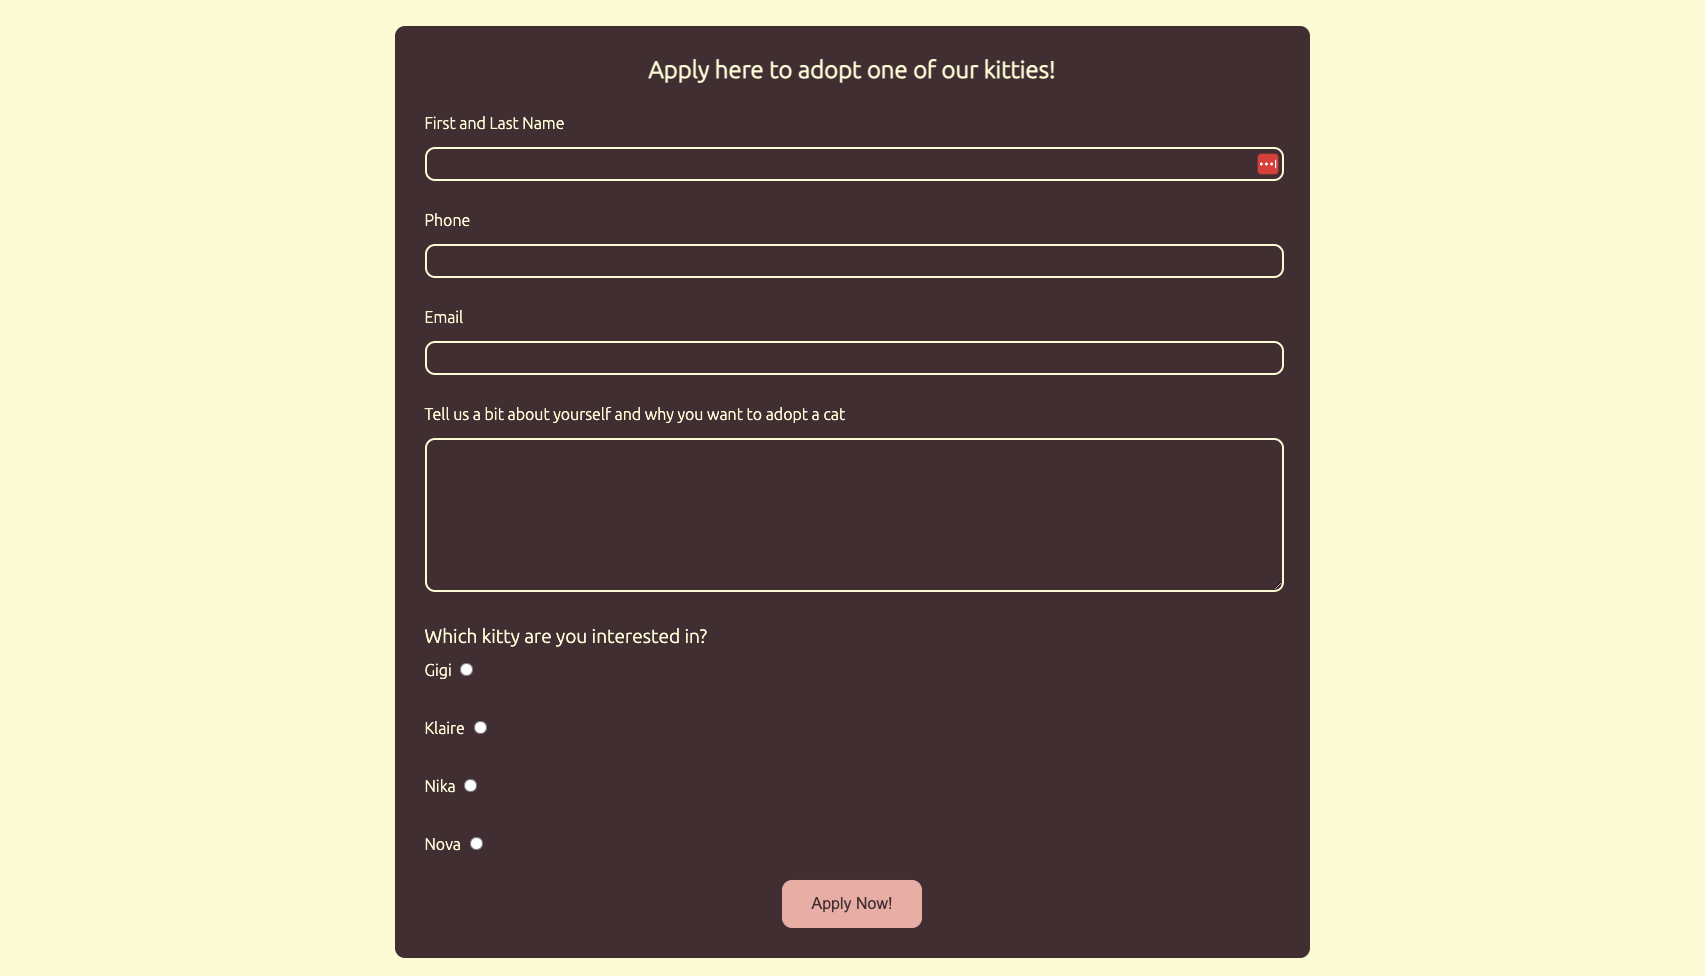 Apply here to adopt one of our kitties!
First and Last Name
Phone
Email
Tell us a bit about yourself and why you want to adopt a cat
Which kitty are you interested in?
Gigi
Klaire
Nika
Nova
Apply Now!